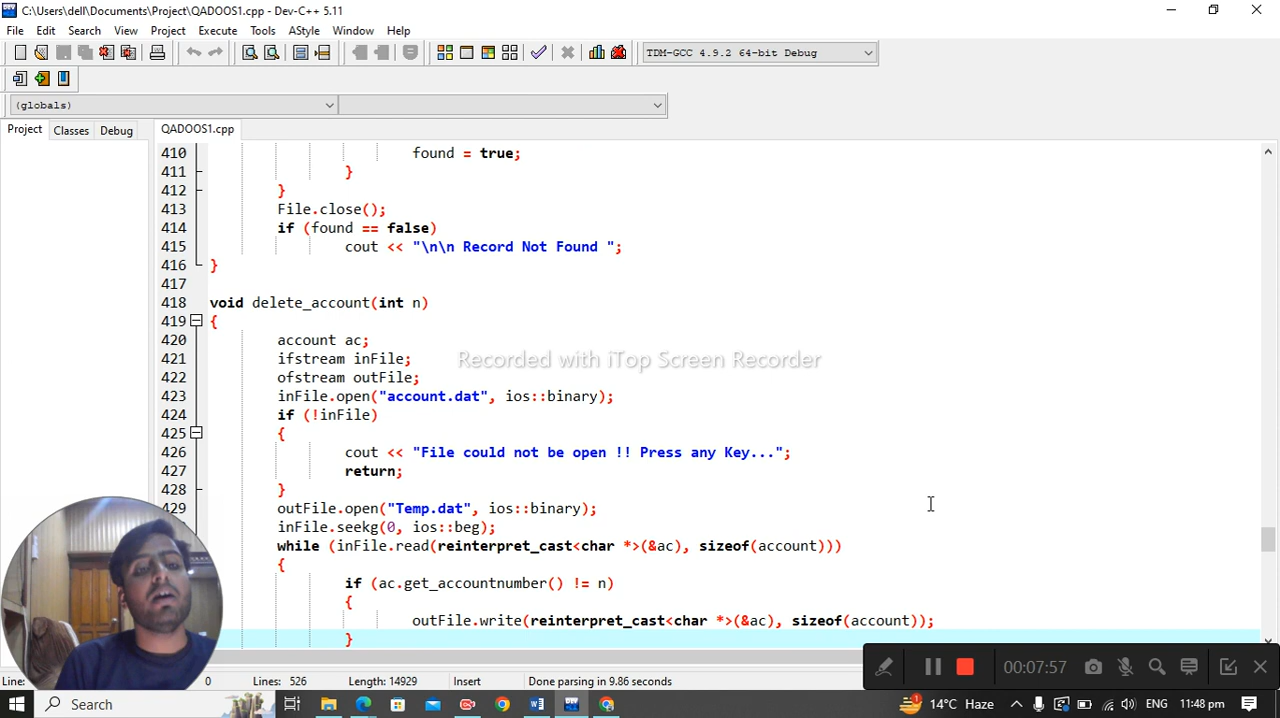 C:\Users\dell\Documents\Project\QADOOS1.cpp - Dev-C++ 5.11
File Edit Search View Project Execute Tools AStyle Window Help
TDM-GCC 4.9.2 64-bit Debug
(globals)
Project Classes Debug QADOOS1.cpp
410 found = true;
411 }
412 }
413 File.close();
414 if (found == false)
415 cout << "\n\n Record Not Found ";
416 }
417
418 void delete_account(int n)
419 {
420 account ac;
421 ifstream inFile;
Recorded with iTop Screen Recorder
422 ofstream outFile;
423 inFile.open("account.dat", ios::binary);
424 if (!inFile)
425 {
426 cout << "File could not be open !! Press any Key...";
427 return;
428 }
429 outFile.open("Temp.dat", ios::binary);
inFile.seekg(0, ios::beg);
while (inFile.read(reinterpret_cast<char *>(&ac), sizeof(account)))
{
if (ac.get_accountnumber() != n)
{
outFile.write(reinterpret_cast<char *>(&ac), sizeof(account));
}
00:07:57
Line: 0 Lines: 526 Length: 14929 Insert Done parsing in 9.86 seconds
Search 14°C Haze ENG 11:48 pm